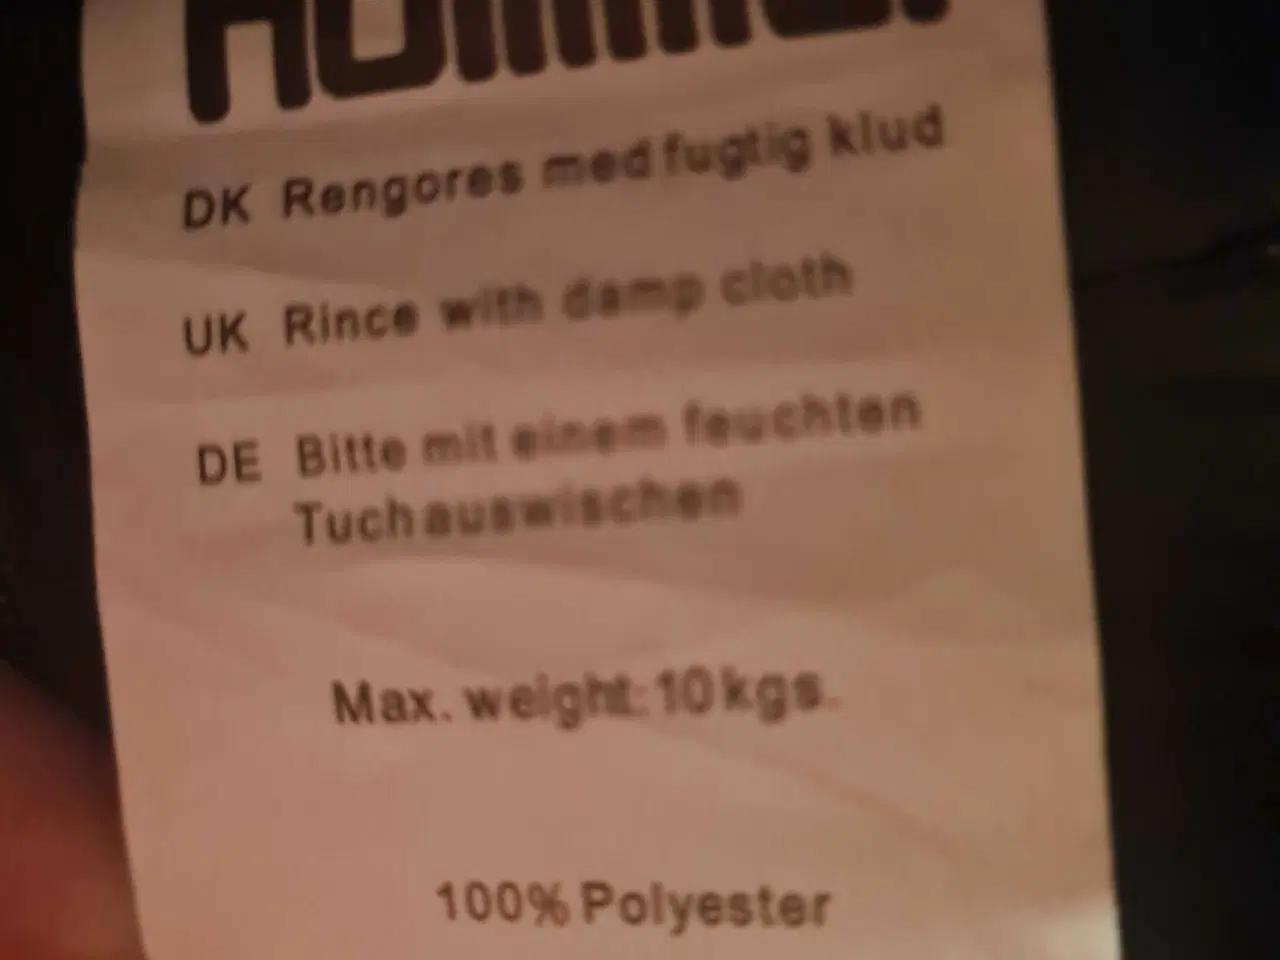 hummel
DK Rengores med fugtig klud
UK Rince with damp cloth
DE Bitte mit einem feuchten
Tuch auswischen
Max. weight: 10 kgs.
100% Polyester